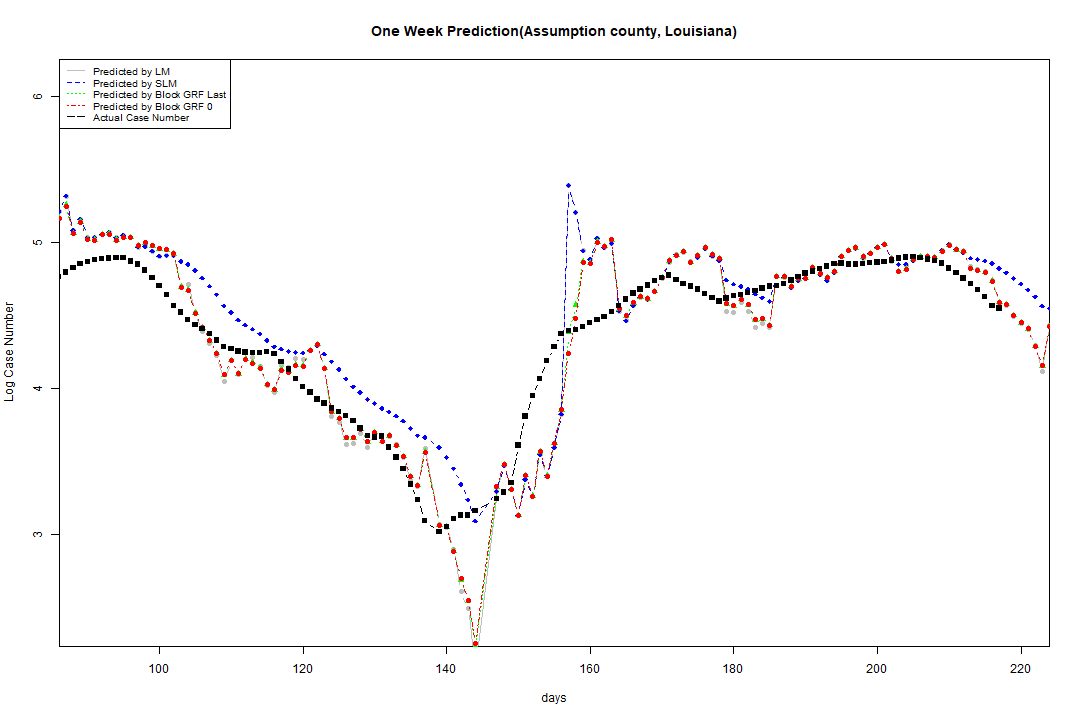 One Week Prediction(Assumption county, Louisiana)
Predicted by LM
Predicted by SLM
Predicted by Block GRF Last
Predicted by Block GRF 0
Actual Case Number
6
5
4
3
Log Case Number
100 120 140 160 180 200 220
days